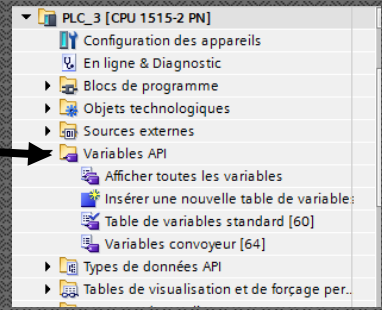 PLC_3 [CPU 1515-2 PN]
Configuration des appareils
En ligne & Diagnostic
Blocs de programme
Objets technologiques
Sources externes
Variables API
Afficher toutes les variables
Insérer une nouvelle table de variable
Table de variables standard [60]
Variables convoyeur [64]
Types de données API
Tables de visualisation et de forçage per..